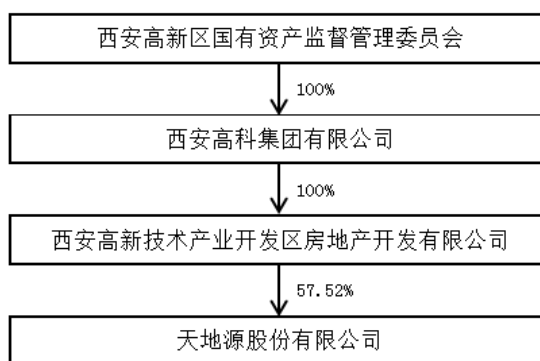 西安高新区国有资产监督管理委员会
100%
西安高科集团有限公司
100%
西安高新技术产业开发区房地产开发有限公司
57.52%
天地源股份有限公司